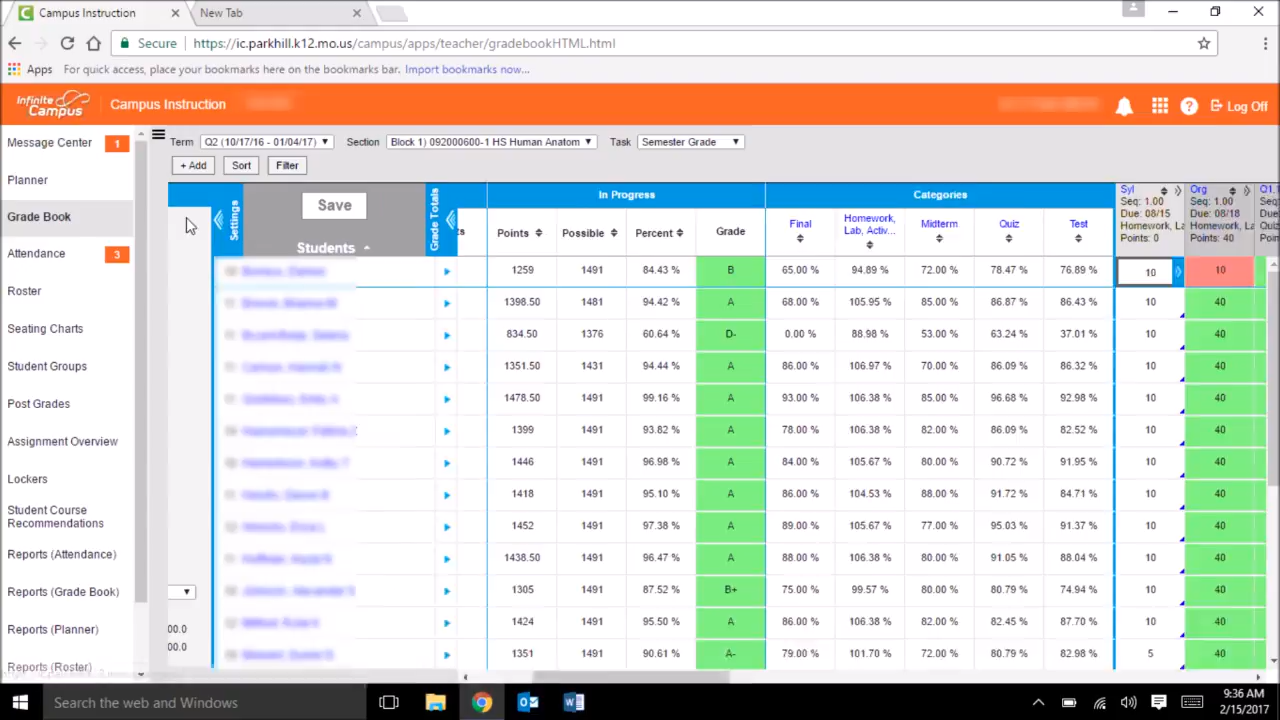 Campus Instruction
New Tab
Secure https://ic.parkhill.k12.mo.us/campus/apps/teacher/gradebookHTML.html
Apps For quick access, place your bookmarks here on the bookmarks bar. Import bookmarks now...
Infinite Campus
Campus Instruction
? Log Off
Message Center 1
Planner
Grade Book
Attendance 3
Roster
Seating Charts
Student Groups
Post Grades
Assignment Overview
Lockers
Student Course
Recommendations
Reports (Attendance)
Reports (Grade Book)
Reports (Planner)
Reports (Roster)
Term Q2 (10/17/16 - 01/04/17) Section Block 1) 092000600-1 HS Human Anatom Task Semester Grade
+ Add Sort Filter
Settings
Save
Students
Grade Totals
In Progress Categories
Points Possible Percent Grade Final Homework, Lab, Activ... Midterm Quiz Test
Syl
Seq: 1.00
Due: 08/15
Homework, La
Points: 0
Org
Seq: 1.00
Due: 08/18
Homework, La
Points: 40
1259 1491 84.43 % B 65.00 % 94.89 % 72.00 % 78.47 % 76.89 % 10 10
1398.50 1481 94.42 % A 68.00 % 105.95 % 85.00 % 86.87 % 86.43 % 10 40
834.50 1376 60.64 % D- 0.00 % 88.98 % 53.00 % 63.24 % 37.01 % 10 40
1351.50 1431 94.44 % A 86.00 % 106.97 % 70.00 % 86.09 % 86.32 % 10 40
1478.50 1491 99.16 % A 93.00 % 106.38 % 85.00 % 96.68 % 92.98 % 10 40
1399 1491 93.82 % A 78.00 % 106.38 % 82.00 % 86.09 % 82.52 % 10 40
1446 1491 96.98 % A 84.00 % 105.67 % 80.00 % 90.72 % 91.95 % 10 40
1418 1491 95.10 % A 86.00 % 104.53 % 88.00 % 91.72 % 84.71 % 10 40
1452 1491 97.38 % A 89.00 % 105.67 % 77.00 % 95.03 % 91.37 % 10 40
1438.50 1491 96.47 % A 88.00 % 106.38 % 80.00 % 91.05 % 88.04 % 10 40
1305 1491 87.52 % B+ 75.00 % 99.57 % 80.00 % 80.79 % 74.94 % 10 40
1424 1491 95.50 % A 86.00 % 106.38 % 82.00 % 82.45 % 87.70 % 10 40
1351 1491 90.61 % A- 79.00 % 101.70 % 72.00 % 80.79 % 82.98 % 5 40
00.0
00.0
Search the web and Windows
9:36 AM
2/15/2017